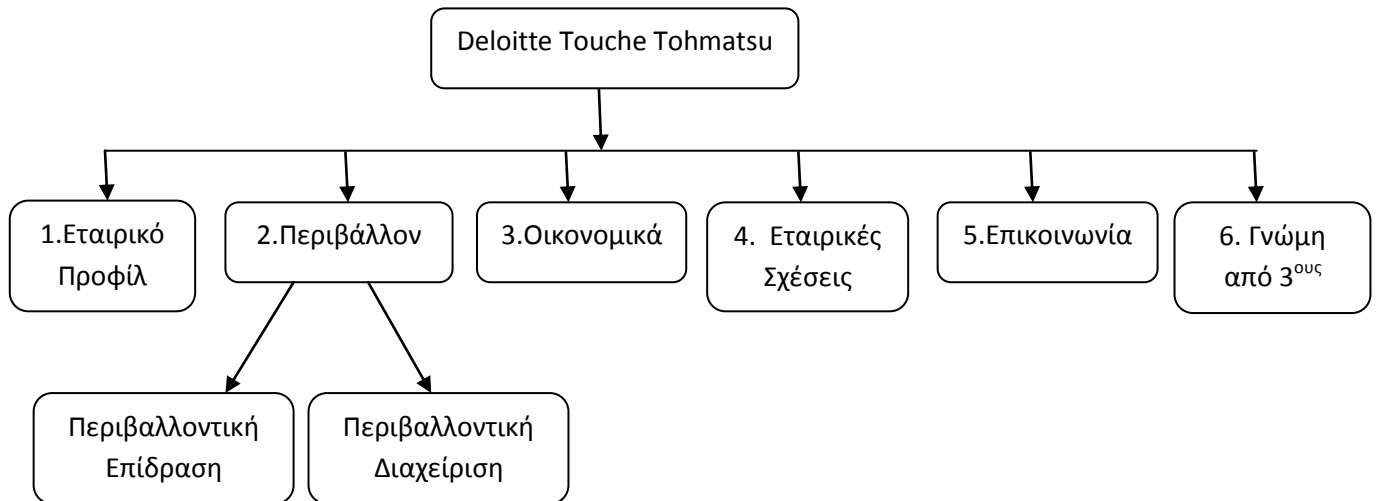 Deloitte Touche Tohmatsu
1.Εταιρικό
Προφίλ
2.Περιβάλλον
3.Οικονομικά
4. Εταιρικές
Σχέσεις
5.Επικοινωνία
6. Γνώμη
από 3ους
Περιβαλλοντική
Επίδραση
Περιβαλλοντική
Διαχείριση